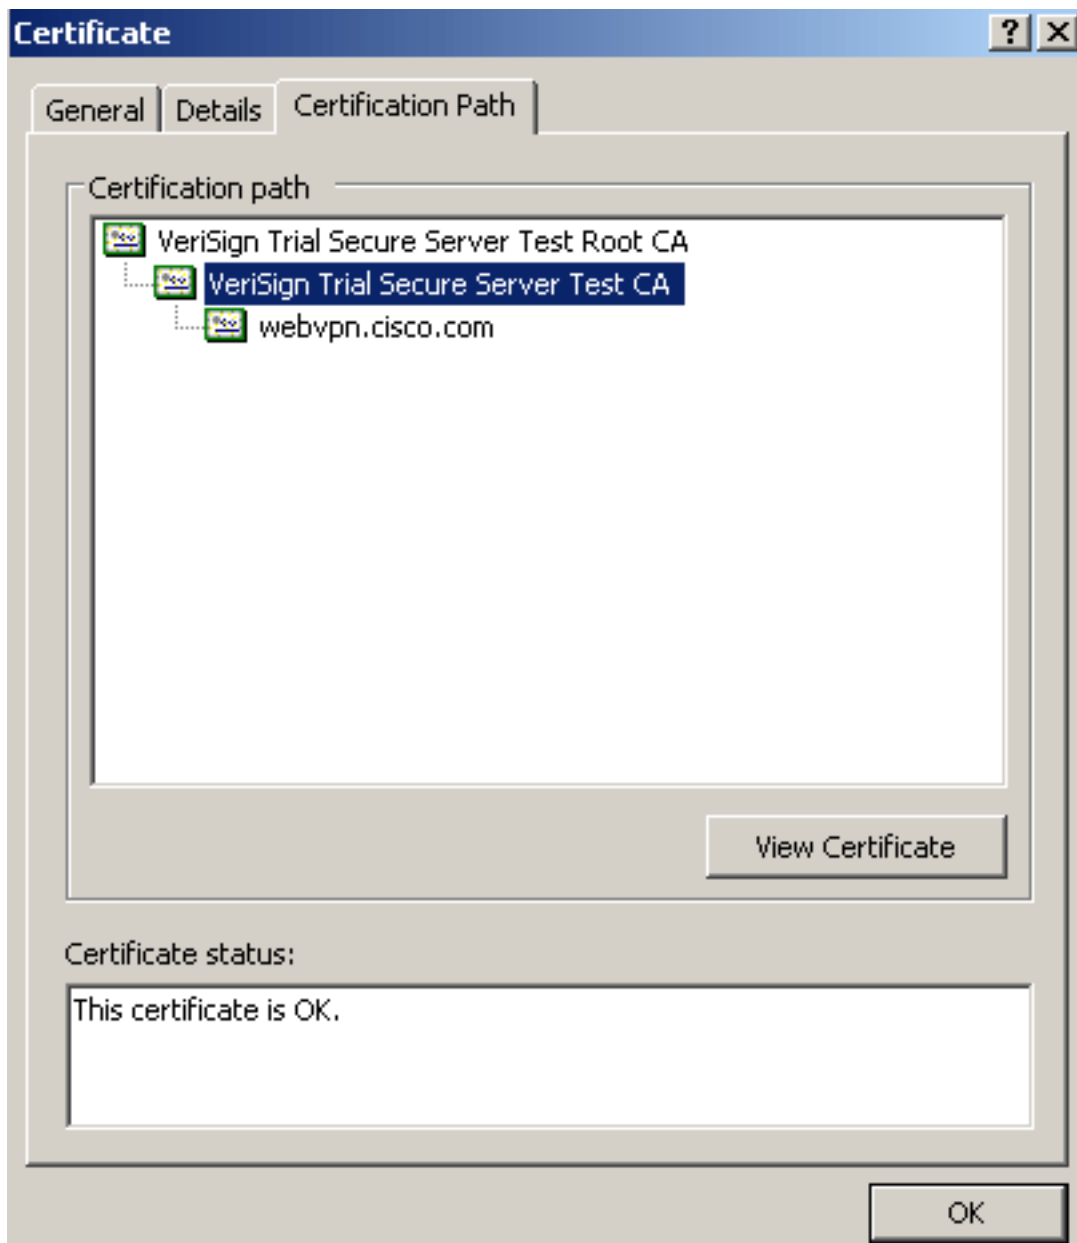 Certificate
General Details Certification Path
Certification path
VeriSign Trial Secure Server Test Root CA
VeriSign Trial Secure Server Test CA
webvpn.cisco.com
View Certificate
Certificate status:
This certificate is OK.
OK